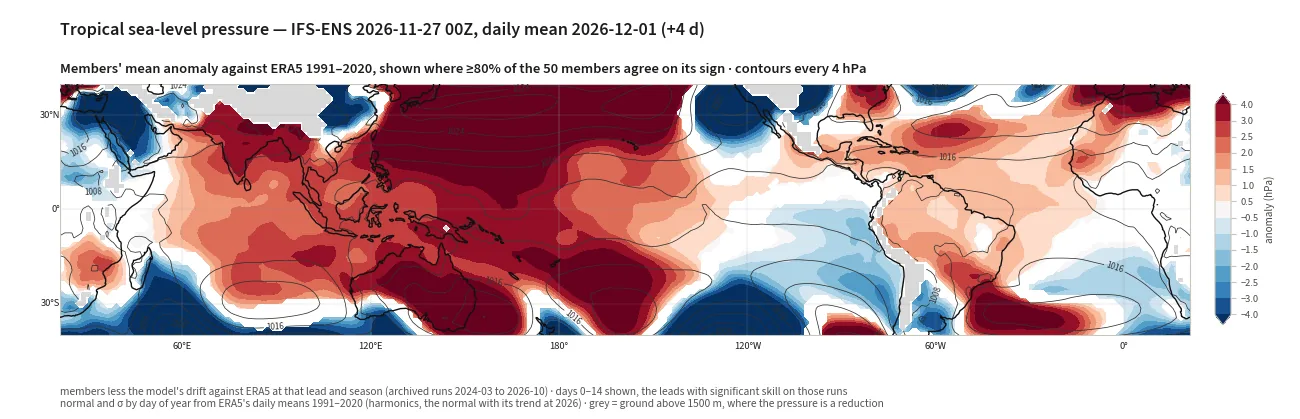 Tropical sea-level pressure — IFS-ENS 2026-11-27 00Z, daily mean 2026-12-01 (+4 d)
Members' mean anomaly against ERA5 1991–2020, shown where ≥80% of the 50 members agree on its sign · contours every 4 hPa
30°N
0°
30°S
60°E
120°E
180°
120°W
60°W
0°
1024
1016
1008
1024
1016
1016
1016
1016
1016
1016
1008
1016
4.0
3.0
2.5
2.0
1.5
1.0
0.5
−0.5
−1.0
−1.5
−2.0
−2.5
−3.0
−4.0
anomaly (hPa)
members less the model's drift against ERA5 at that lead and season (archived runs 2024-03 to 2026-10) · days 0–14 shown, the leads with significant skill on those runs
normal and σ by day of year from ERA5's daily means 1991–2020 (harmonics, the normal with its trend at 2026) · grey = ground above 1500 m, where the pressure is a reduction